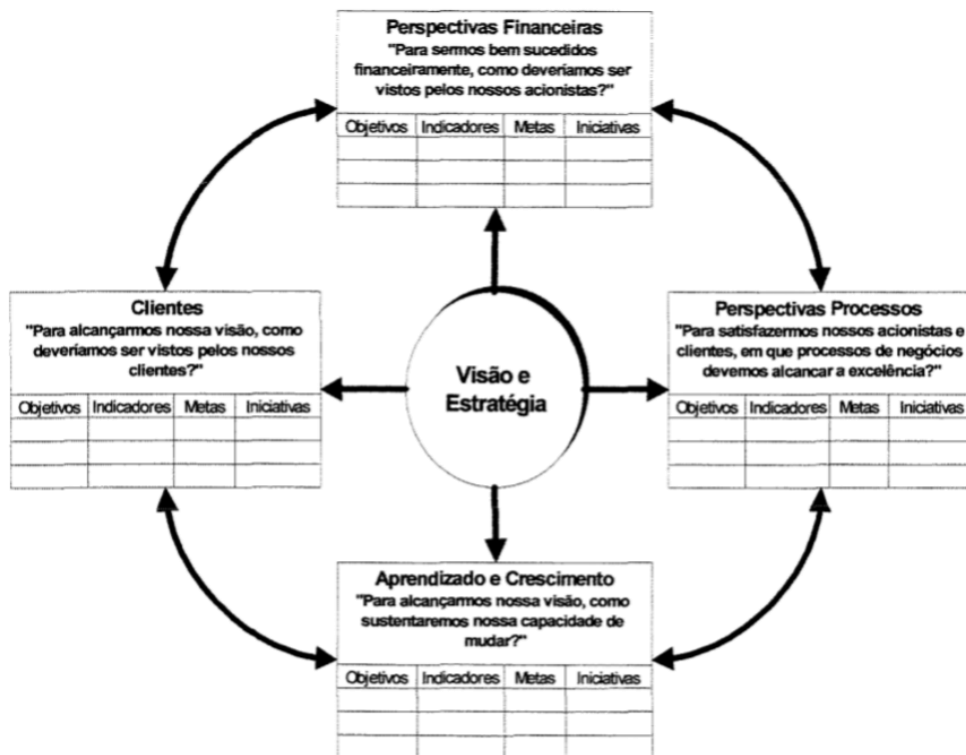 Perspectivas Financeiras
"Para sermos bem sucedidos
financeiramente, como deveríamos ser
vistos pelos nossos acionistas?"
Objetivos Indicadores Metas Iniciativas
Clientes
"Para alcançarmos nossa visão, como
deveríamos ser vistos pelos nossos
clientes?"
Objetivos Indicadores Metas Iniciativas
Visão e
Estratégia
Perspectivas Processos
"Para satisfazermos nossos acionistas e
clientes, em que processos de negócios
devemos alcancar a excelência?"
Objetivos Indicadores Metas Iniciativas
Aprendizado e Crescimento
"Para alcançarmos nossa visão, como
sustentaremos nossa capacidade de
mudar?"
Objetivos Indicadores Metas Iniciativas